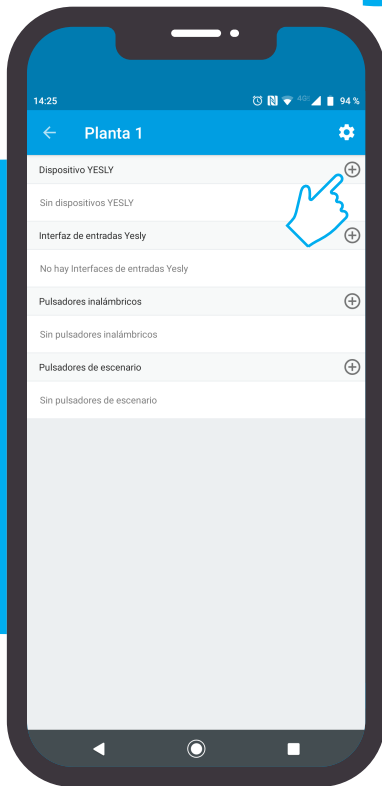 14:25 4G 94 %
Planta 1
Dispositivo YESLY
Sin dispositivos YESLY
Interfaz de entradas Yesly
No hay Interfaces de entradas Yesly
Pulsadores inalámbricos
Sin pulsadores inalámbricos
Pulsadores de escenario
Sin pulsadores de escenario